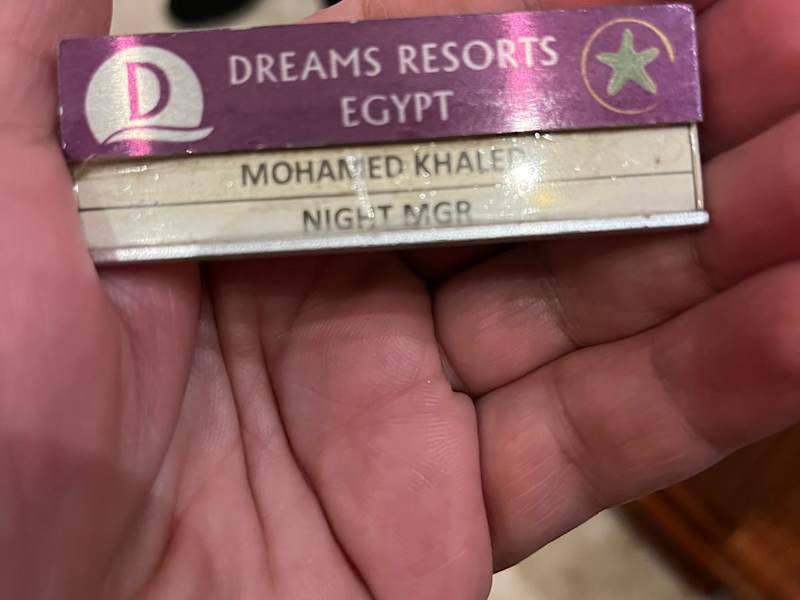 D
DREAMS RESORTS
EGYPT
MOHAMED KHALED
NIGHT MGR